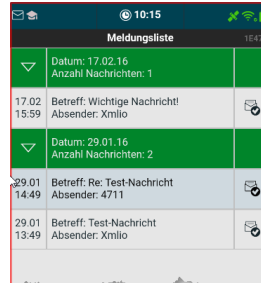 10:15
Meldungsliste
1E47
Datum: 17.02.16
Anzahl Nachrichten: 1
17.02 Betreff: Wichtige Nachricht!
15:59 Absender: Xmlio
Datum: 29.01.16
Anzahl Nachrichten: 2
29.01 Betreff: Re: Test-Nachricht
14:49 Absender: 4711
29.01 Betreff: Test-Nachricht
13:49 Absender: Xmlio